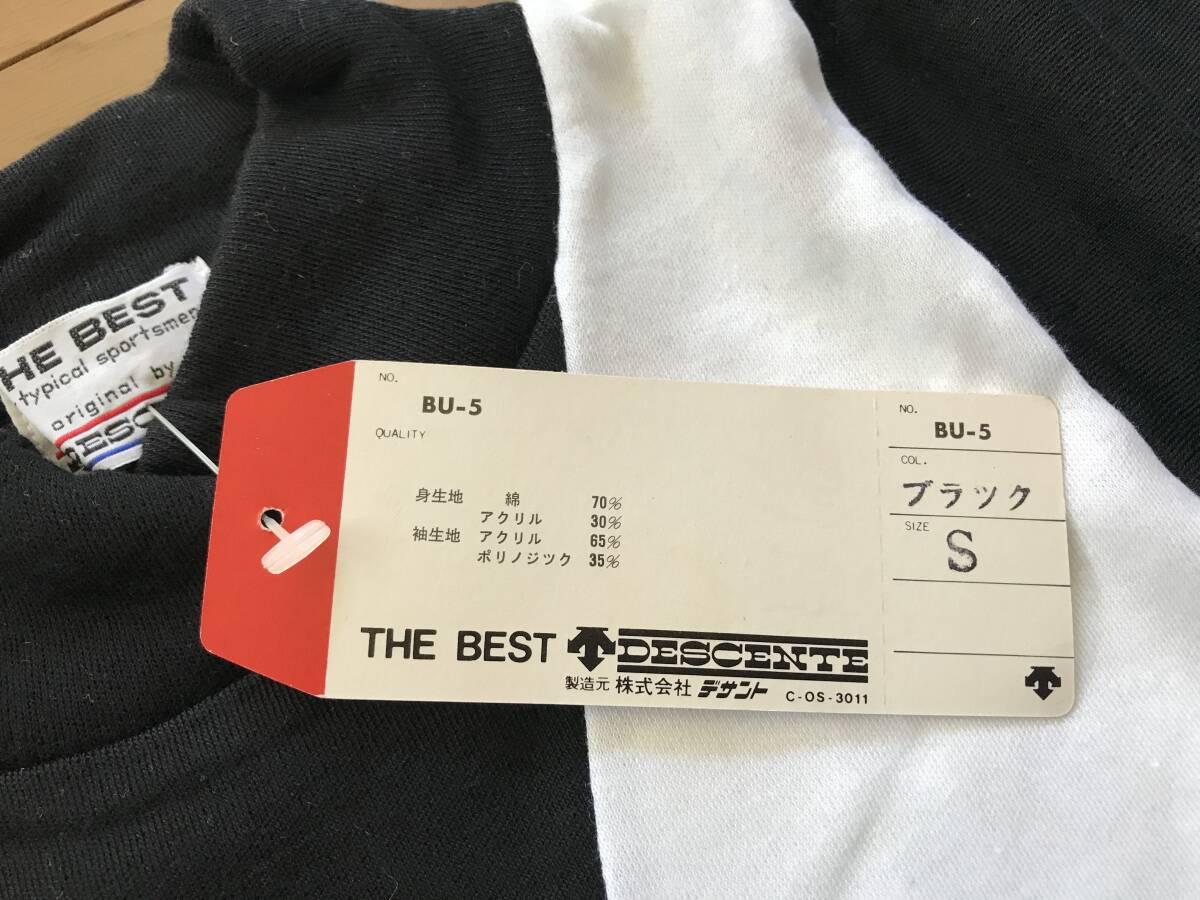 HE BEST
typical sportsmen
original by
DESC
NO.
BU-5
QUALITY
身生地 綿 70%
アクリル 30%
袖生地 アクリル 65%
ポリノジツク 35%
THE BEST DESCENTE
製造元 株式会社 デサント C-OS-3011
NO.
BU-5
COL.
ブラック
SIZE
S